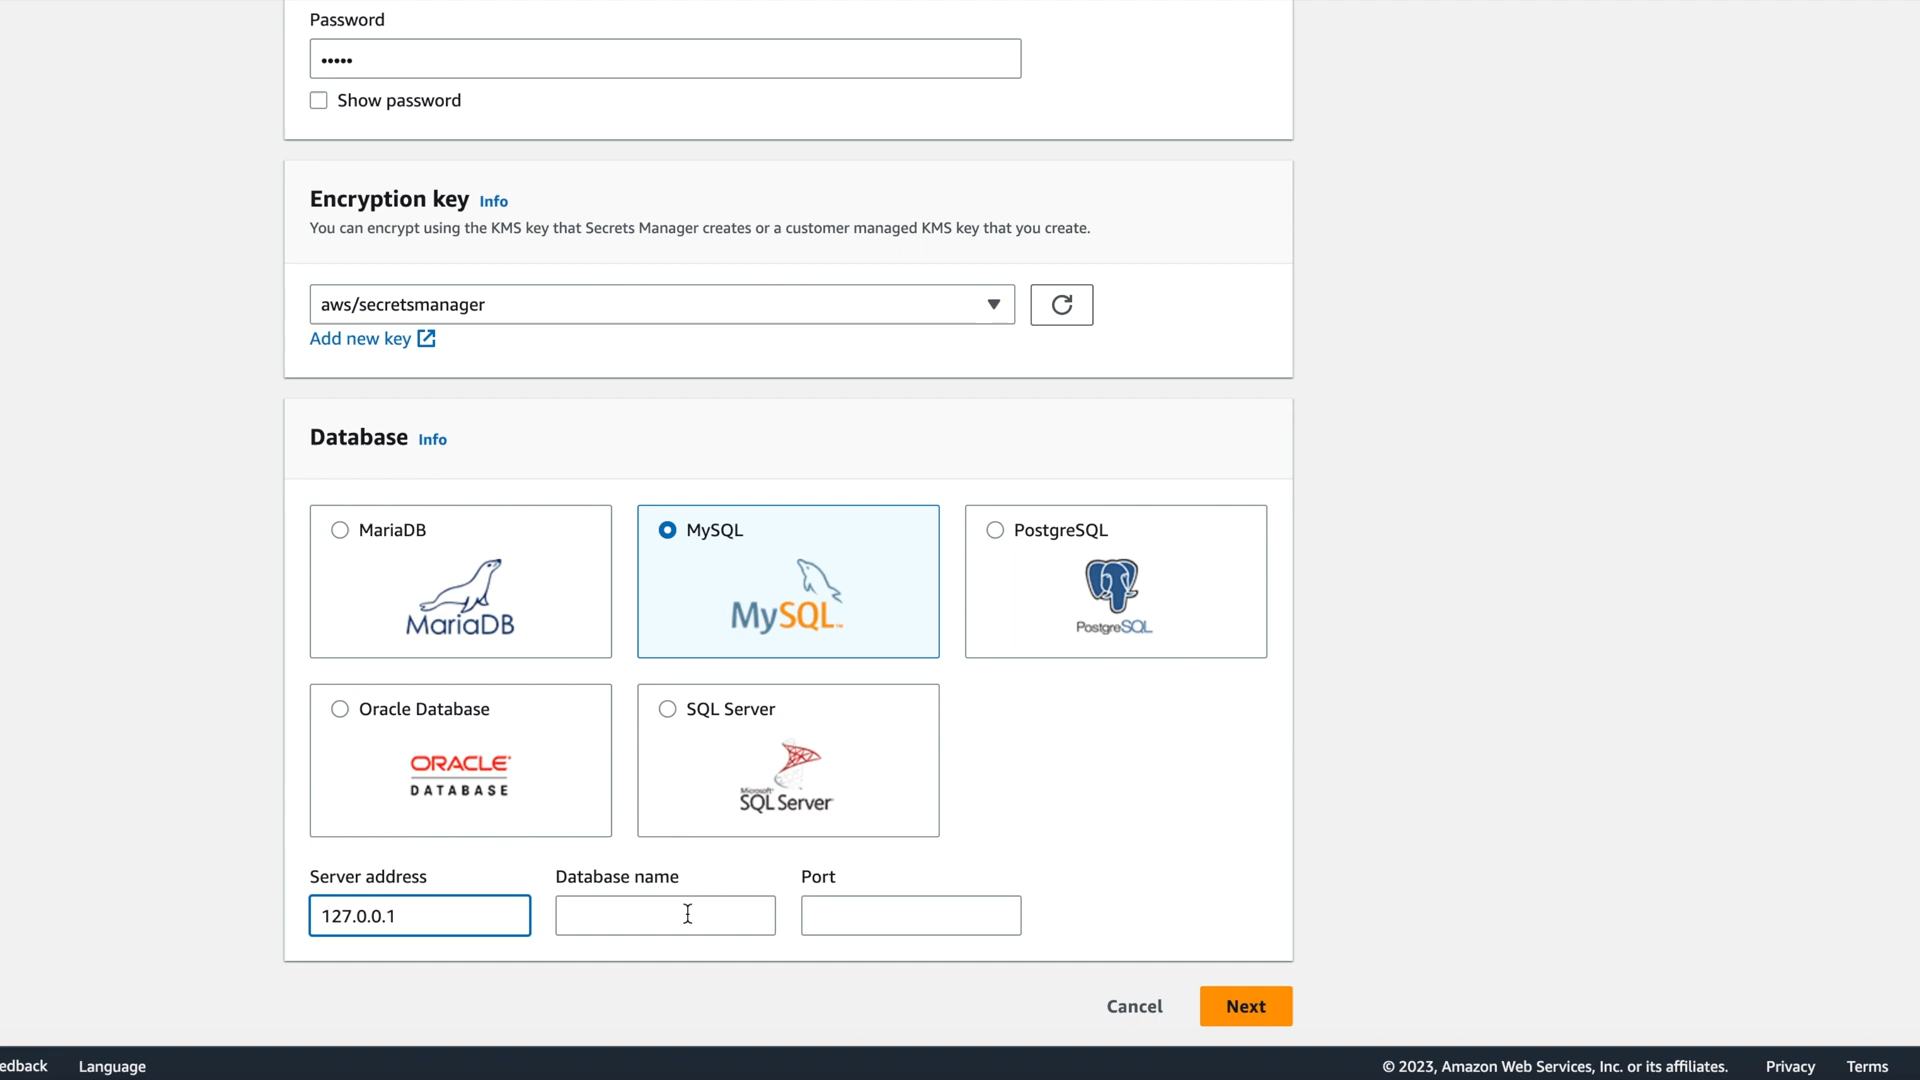 Password
•••••
Show password
Encryption key Info
You can encrypt using the KMS key that Secrets Manager creates or a customer managed KMS key that you create.
aws/secretsmanager
Add new key
Database Info
MariaDB
MariaDB
MySQL
MySQL™
PostgreSQL
PostgreSQL
Oracle Database
ORACLE®
DATABASE
SQL Server
Microsoft®
SQL Server
Server address
Database name
Port
127.0.0.1
Cancel
Next
edback
Language
© 2023, Amazon Web Services, Inc. or its affiliates.
Privacy
Terms